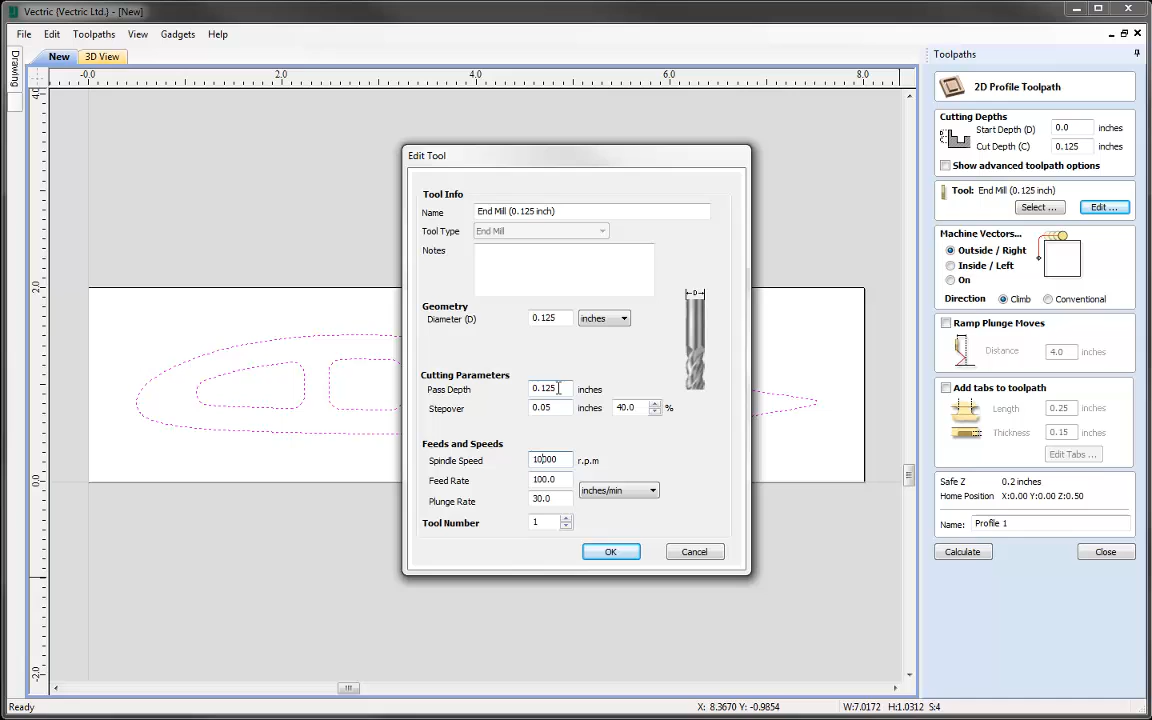 Vectric {Vectric Ltd.} - [New]
File Edit Toolpaths View Gadgets Help
New 3D View
Drawing
-0.0 2.0 4.0 6.0 8.0
4.0
2.0
0.0
-2.0
Edit Tool
Tool Info
Name End Mill (0.125 inch)
Tool Type End Mill
Notes
Geometry
Diameter (D) 0.125 inches
D
Cutting Parameters
Pass Depth 0.125 inches
Stepover 0.05 inches 40.0 %
Feeds and Speeds
Spindle Speed 10000 r.p.m
Feed Rate 100.0
inches/min
Plunge Rate 30.0
Tool Number 1
OK Cancel
Toolpaths
2D Profile Toolpath
Cutting Depths
Start Depth (D) 0.0 inches
Cut Depth (C) 0.125 inches
Show advanced toolpath options
Tool: End Mill (0.125 inch)
Select ... Edit ...
Machine Vectors...
Outside / Right
Inside / Left
On
Direction Climb Conventional
Ramp Plunge Moves
Distance 4.0 inches
Add tabs to toolpath
Length 0.25 inches
Thickness 0.15 inches
Edit Tabs ...
Safe Z 0.2 inches
Home Position X:0.00 Y:0.00 Z:0.50
Name: Profile 1
Calculate Close
Ready X: 8.3670 Y: -0.9854 W:7.0172 H:1.0312 S:4